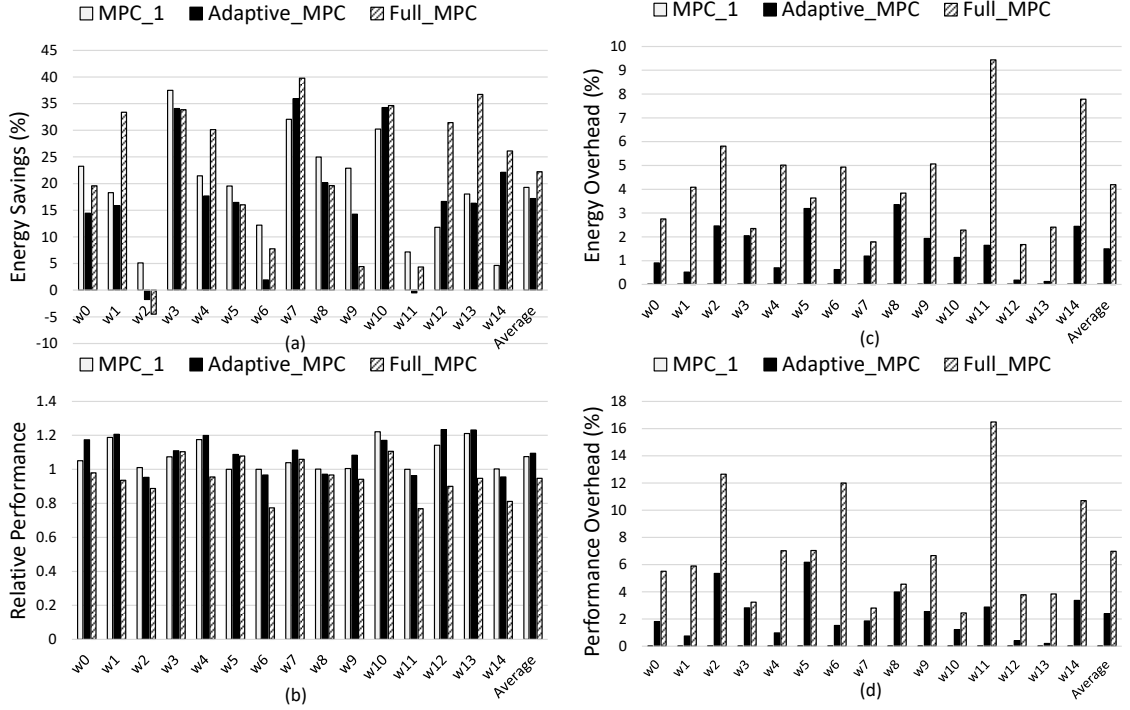 MPC_1 Adaptive_MPC Full_MPC
Energy Savings (%)
45
40
35
30
25
20
15
10
5
0
-5
-10
w0 w1 w2 w3 w4 w5 w6 w7 w8 w9 w10 w11 w12 w13 w14 Average
(a)
MPC_1 Adaptive_MPC Full_MPC
Relative Performance
1.4
1.2
1
0.8
0.6
0.4
0.2
0
w0 w1 w2 w3 w4 w5 w6 w7 w8 w9 w10 w11 w12 w13 w14 Average
(b)
MPC_1 Adaptive_MPC Full_MPC
Energy Overhead (%)
10
9
8
7
6
5
4
3
2
1
0
w0 w1 w2 w3 w4 w5 w6 w7 w8 w9 w10 w11 w12 w13 w14 Average
(c)
MPC_1 Adaptive_MPC Full_MPC
Performance Overhead (%)
18
16
14
12
10
8
6
4
2
0
w0 w1 w2 w3 w4 w5 w6 w7 w8 w9 w10 w11 w12 w13 w14 Average
(d)